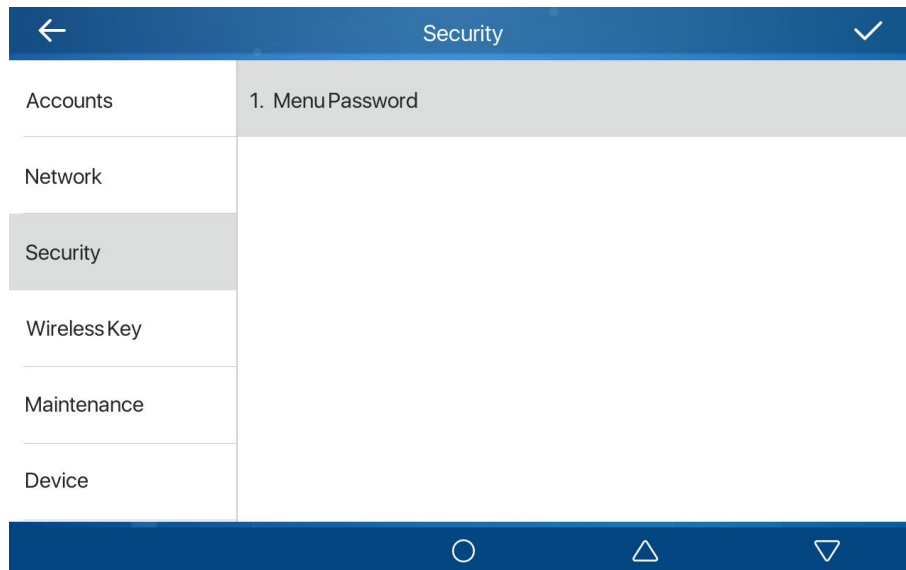 Security
Accounts
1. Menu Password
Network
Security
Wireless Key
Maintenance
Device